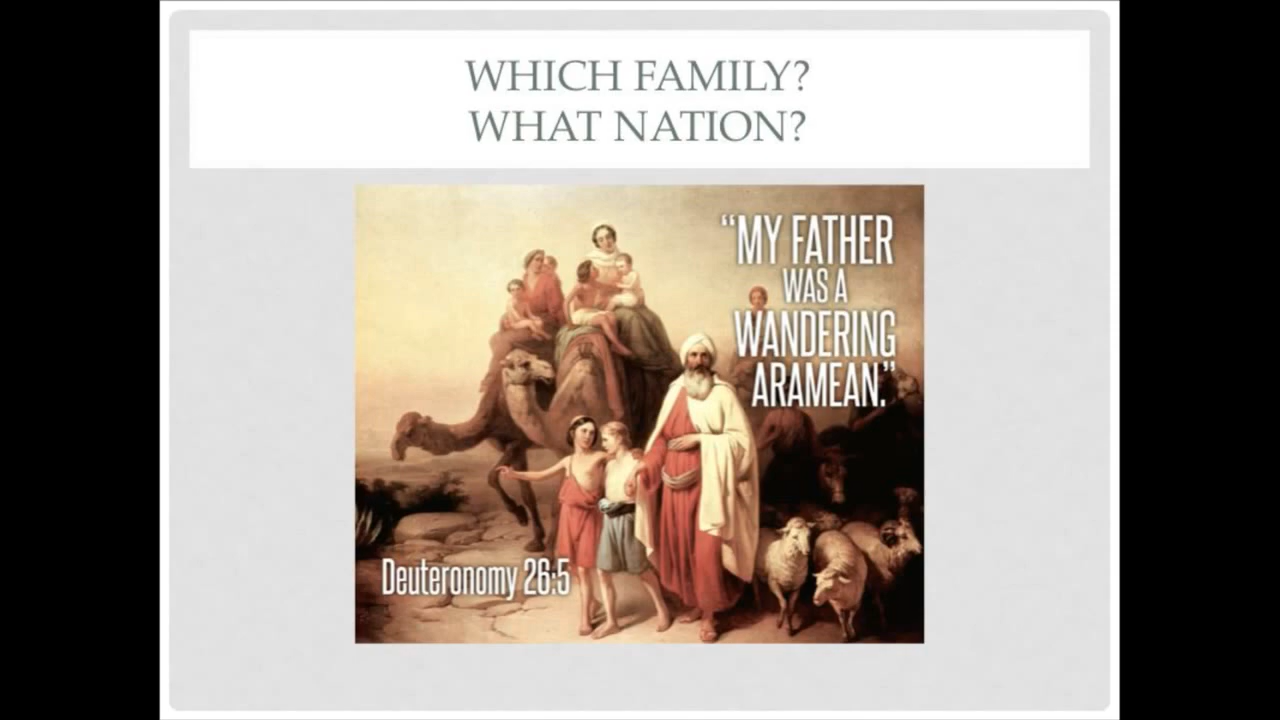 WHICH FAMILY?
WHAT NATION?
“MY FATHER
WAS A
WANDERING
ARAMEAN.”
Deuteronomy 26:5